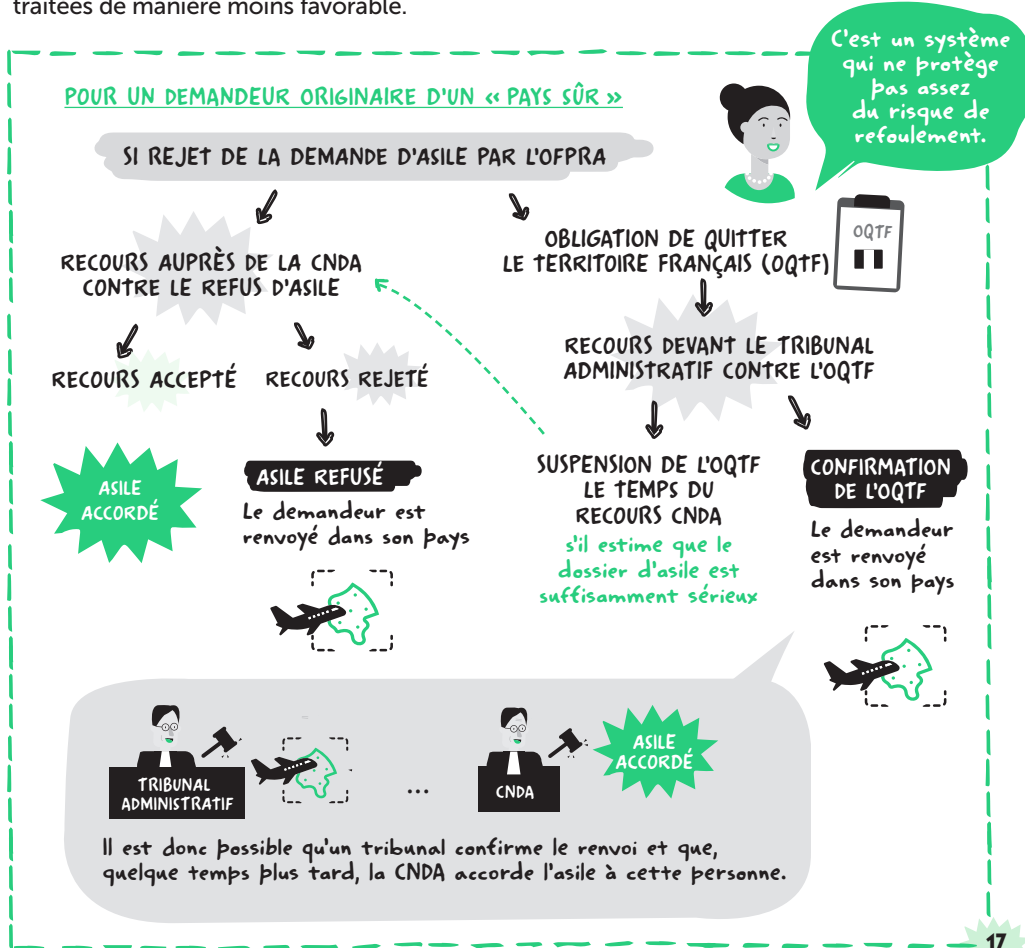 traitées de manière moins favorable.
C'est un système
qui ne protège
pas assez
du risque de
refoulement.
POUR UN DEMANDEUR ORIGINAIRE D'UN « PAYS SÛR »
SI REJET DE LA DEMANDE D'ASILE PAR L'OFPRA
RECOURS AUPRÈS DE LA CNDA
CONTRE LE REFUS D'ASILE
OBLIGATION DE QUITTER
LE TERRITOIRE FRANÇAIS (OQTF)
OQTF
RECOURS ACCEPTÉ
RECOURS REJETÉ
RECOURS DEVANT LE TRIBUNAL
ADMINISTRATIF CONTRE L'OQTF
ASILE
ACCORDÉ
ASILE REFUSÉ
Le demandeur est
renvoyé dans son pays
SUSPENSION DE L'OQTF
LE TEMPS DU
RECOURS CNDA
s'il estime que le
dossier d'asile est
suffisamment sérieux
CONFIRMATION
DE L'OQTF
Le demandeur
est renvoyé
dans son pays
TRIBUNAL
ADMINISTRATIF
...
CNDA
ASILE
ACCORDÉ
Il est donc possible qu'un tribunal confirme le renvoi et que,
quelque temps plus tard, la CNDA accorde l'asile à cette personne.
17